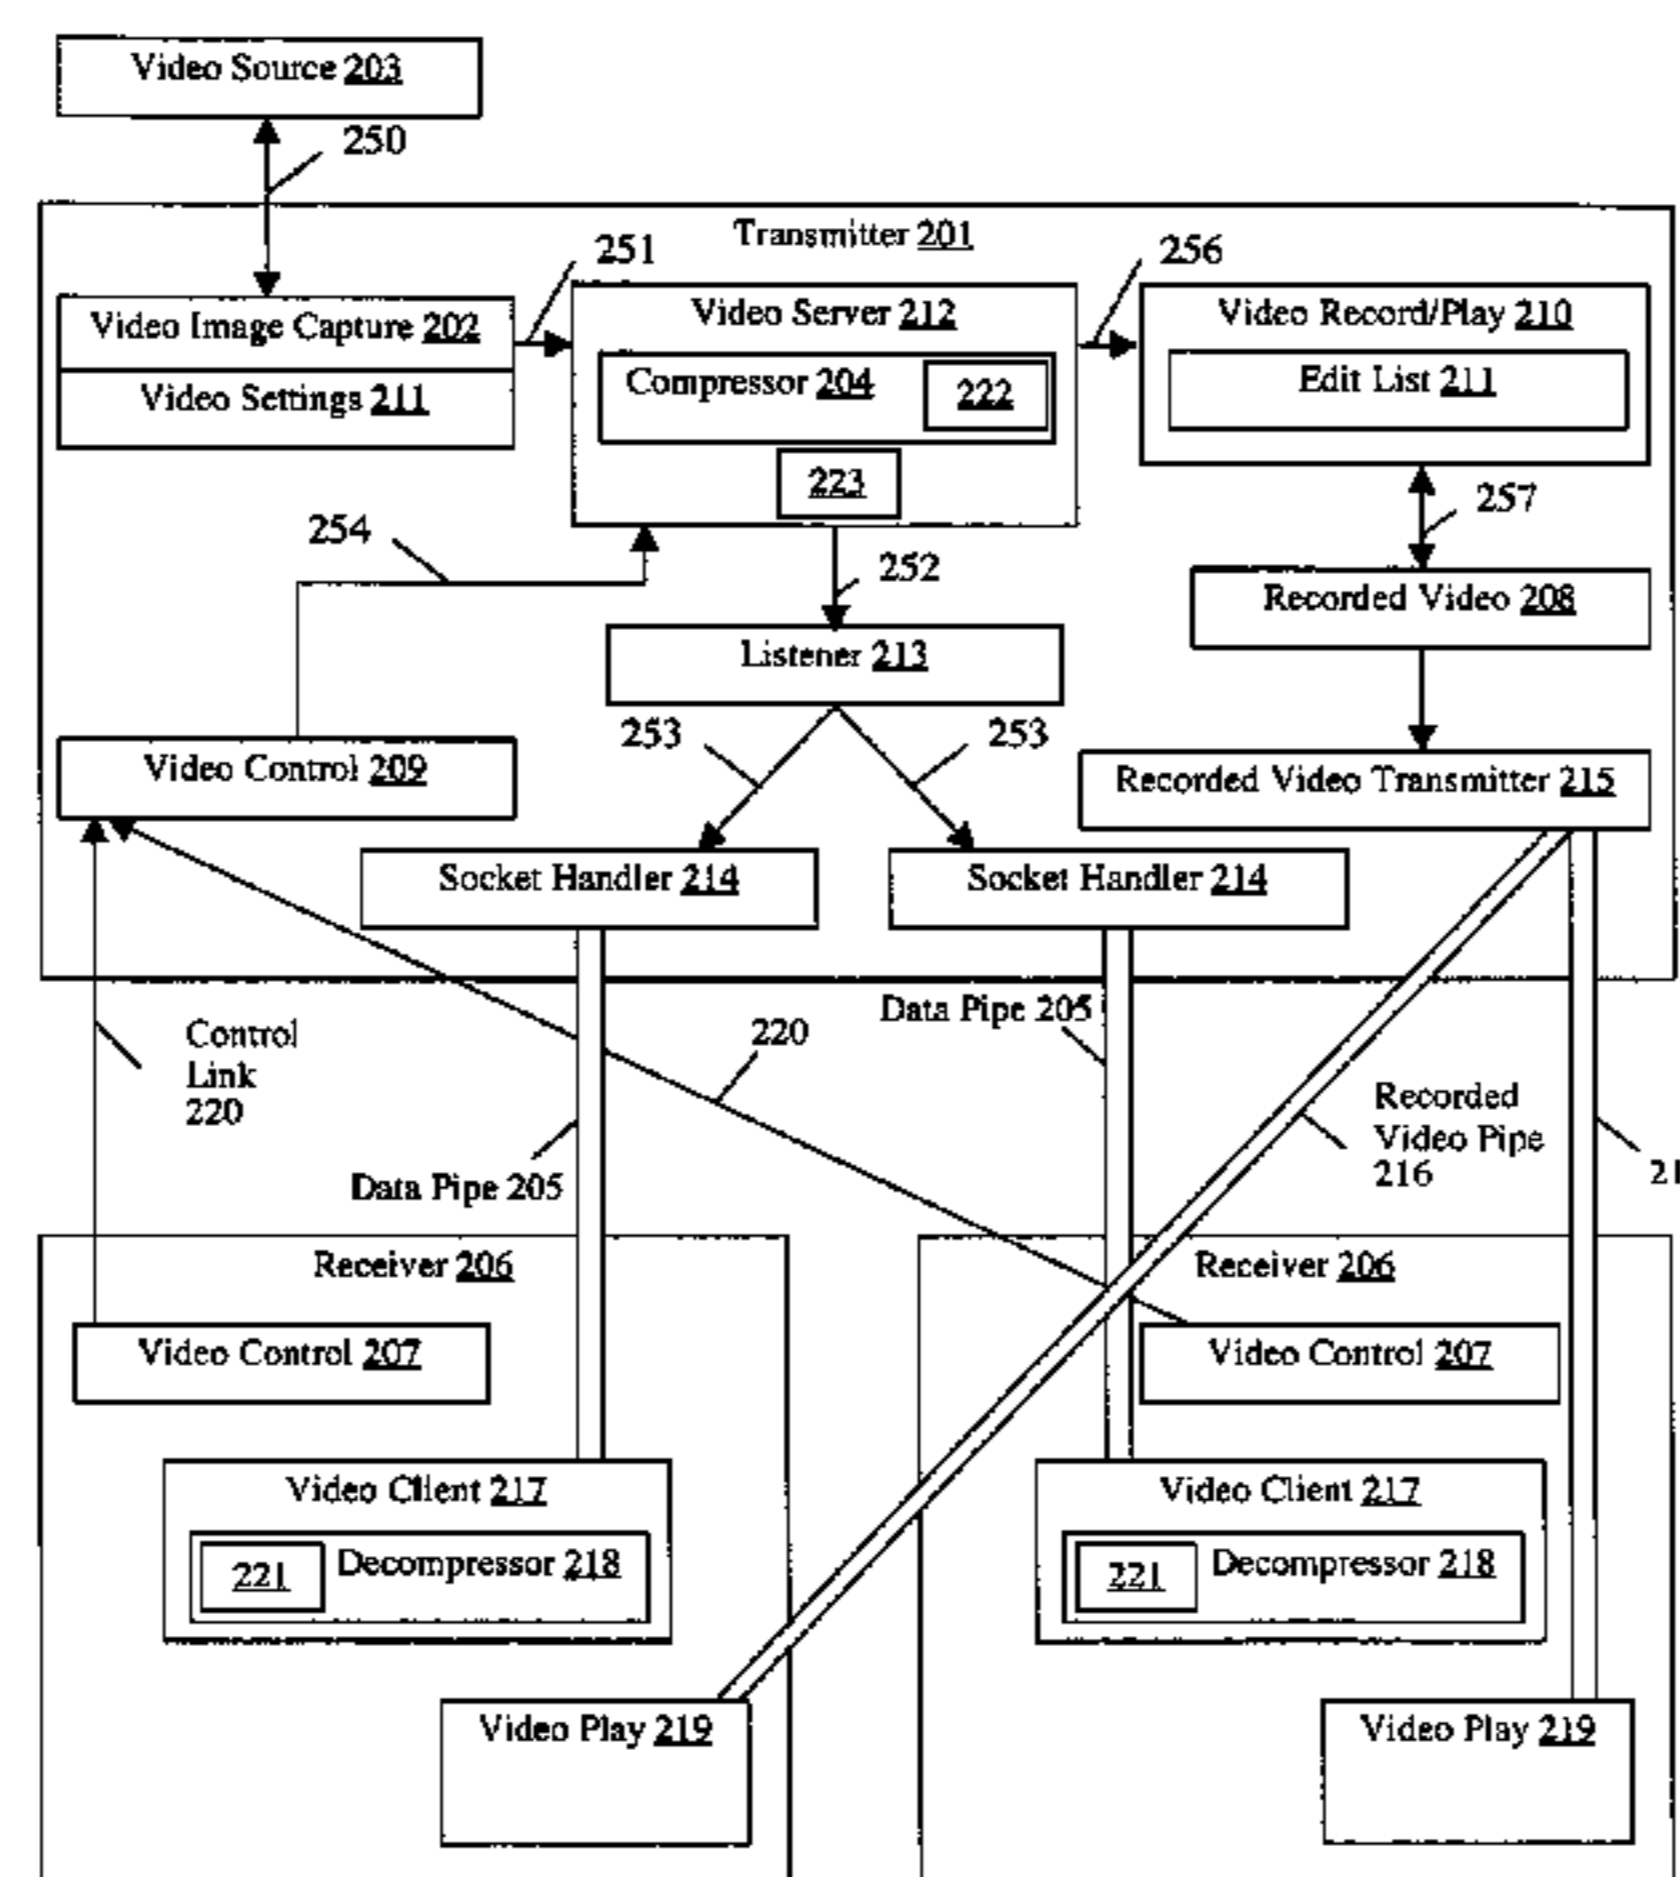 Video Source 203
250
Transmitter 201
251
256
Video Image Capture 202
Video Settings 211
Video Server 212
Compressor 204
222
223
Video Record/Play 210
Edit List 211
257
254
252
Recorded Video 208
Listener 213
253
253
Video Control 209
Recorded Video Transmitter 215
Socket Handler 214
Socket Handler 214
Control
Link
220
220
Data Pipe 205
Data Pipe 205
Recorded
Video Pipe
216
21
Receiver 206
Receiver 206
Video Control 207
Video Control 207
Video Client 217
221
Decompressor 218
Video Client 217
221
Decompressor 218
Video Play 219
Video Play 219